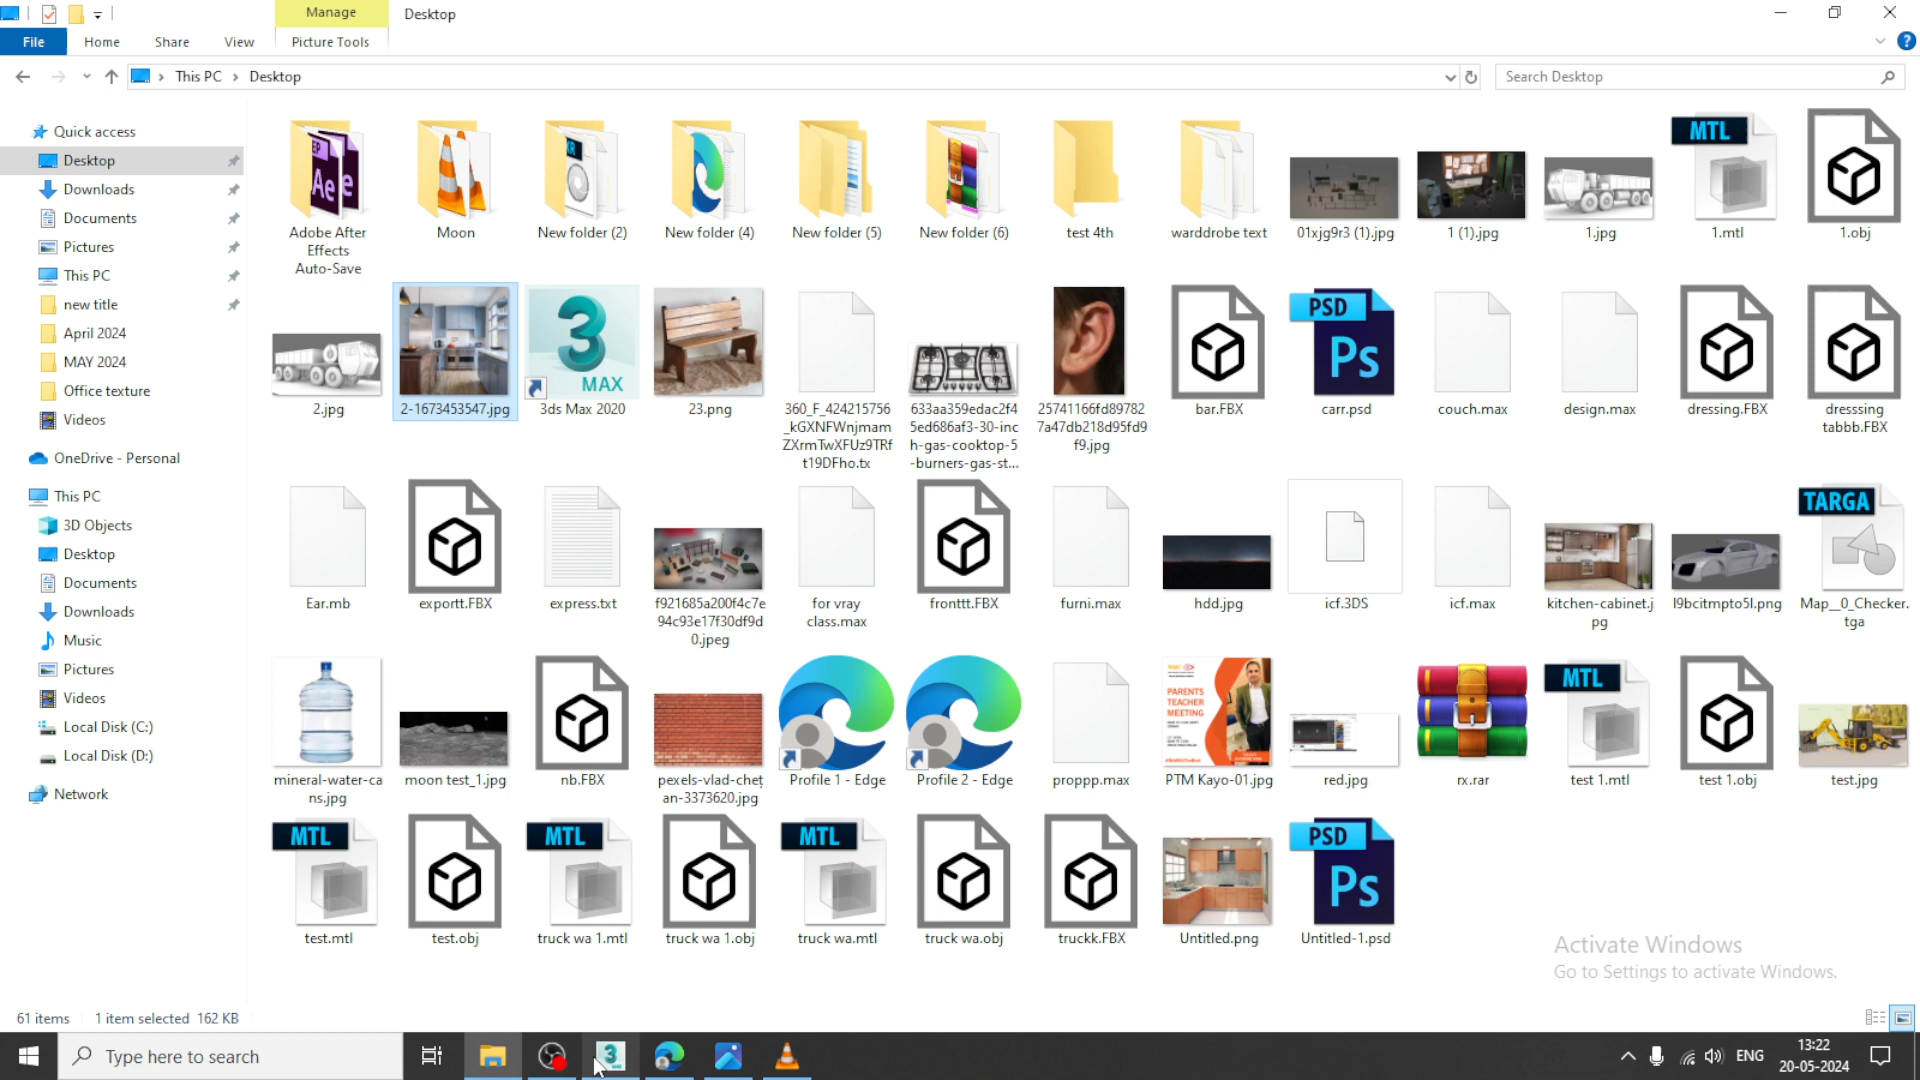 Manage
Desktop
File
Home
Share
View
Picture Tools
This PC
Desktop
Search Desktop
Quick access
Desktop
Downloads
Documents
Pictures
This PC
new title
April 2024
MAY 2024
Office texture
Videos
OneDrive - Personal
This PC
3D Objects
Desktop
Documents
Downloads
Music
Pictures
Videos
Local Disk (C:)
Local Disk (D:)
Network
Adobe After
Effects
Auto-Save
Moon
New folder (2)
New folder (4)
New folder (5)
New folder (6)
test 4th
warddrobe text
01xjg9r3 (1).jpg
1 (1).jpg
1.jpg
MTL
1.mtl
1.obj
2.jpg
2-1673453547.jpg
3
MAX
3ds Max 2020
23.png
360_F_424215756
_kGXNFWnjmam
ZXrmTwXFUz9TRf
t19DFho.tx
633aa359edac2f4
5ed686af3-30-inc
h-gas-cooktop-5
-burners-gas-st...
25741166fd89782
7a47db218d95fd9
f9.jpg
bar.FBX
PSD
Ps
carr.psd
couch.max
design.max
dressing.FBX
dresssing
tabbb.FBX
Ear.mb
exportt.FBX
express.txt
f921685a200f4c7e
94c93e17f30df9d
0.jpeg
for vray
class.max
fronttt.FBX
furni.max
hdd.jpg
icf.3DS
icf.max
kitchen-cabinet.j
pg
l9bcitmpto5l.png
TARGA
Map__0_Checker.
tga
mineral-water-ca
ns.jpg
moon test_1.jpg
nb.FBX
pexels-vlad-chet
an-3373620.jpg
Profile 1 - Edge
Profile 2 - Edge
proppp.max
PARENTS
TEACHER
MEETING
PTM Kayo-01.jpg
red.jpg
rx.rar
MTL
test 1.mtl
test 1.obj
test.jpg
MTL
test.mtl
test.obj
MTL
truck wa 1.mtl
truck wa 1.obj
MTL
truck wa.mtl
truck wa.obj
truckk.FBX
Untitled.png
PSD
Ps
Untitled-1.psd
Activate Windows
Go to Settings to activate Windows.
61 items
1 item selected 162 KB
Type here to search
3
ENG
13:22
20-05-2024